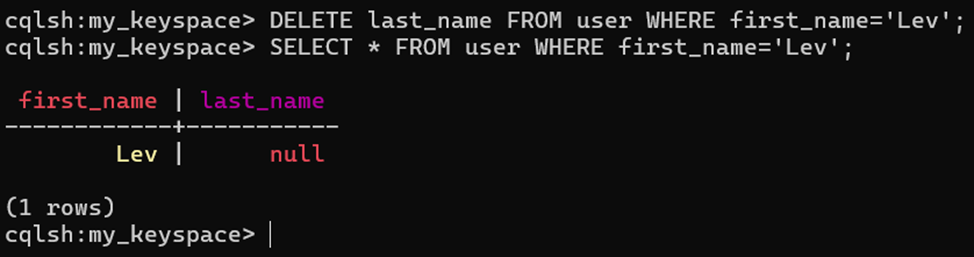 cqlsh:my_keyspace> DELETE last_name FROM user WHERE first_name='Lev';
cqlsh:my_keyspace> SELECT * FROM user WHERE first_name='Lev';
first_name | last_name
------------+-----------
Lev | null
(1 rows)
cqlsh:my_keyspace>